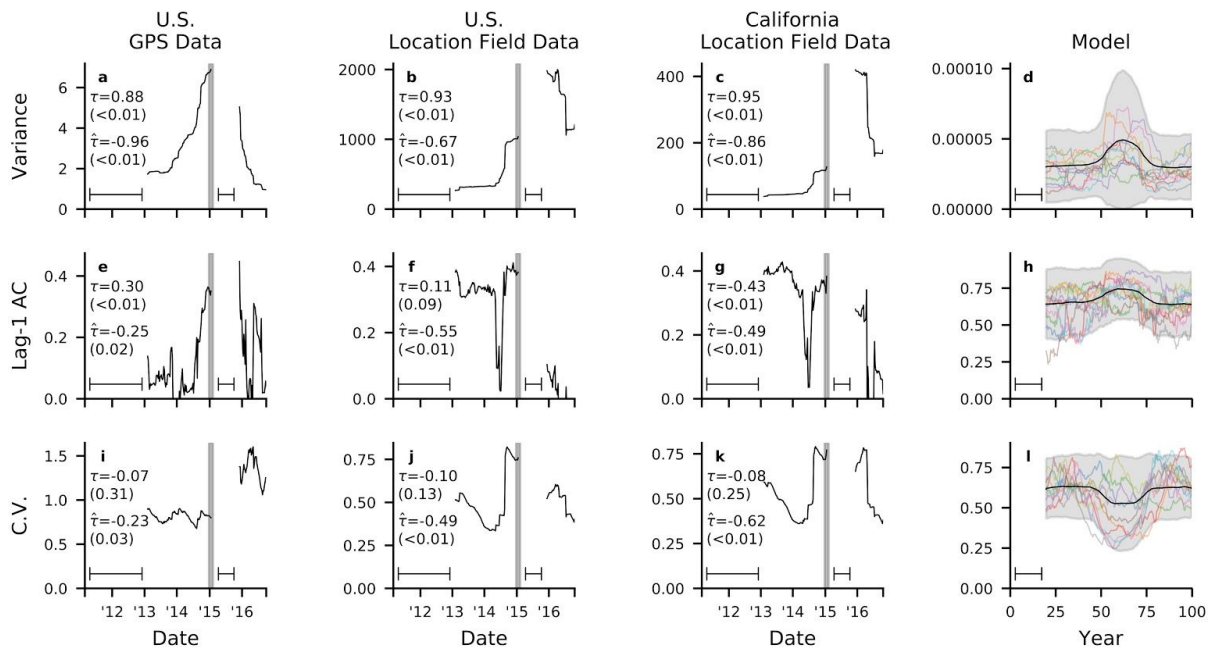 U.S.
GPS Data
U.S.
Location Field Data
California
Location Field Data
Model
Variance
6
4
2
0
a
τ=0.88
(<0.01)
τ̂=-0.96
(<0.01)
2000
1000
0
b
τ=0.93
(<0.01)
τ̂=-0.67
(<0.01)
400
200
0
c
τ=0.95
(<0.01)
τ̂=-0.86
(<0.01)
0.00010
0.00005
0.00000
d
Lag-1 AC
0.4
0.2
0.0
e
τ=0.30
(<0.01)
τ̂=-0.25
(0.02)
0.4
0.2
0.0
f
τ=0.11
(0.09)
τ̂=-0.55
(<0.01)
0.4
0.2
0.0
g
τ=-0.43
(<0.01)
τ̂=-0.49
(<0.01)
0.75
0.50
0.25
0.00
h
C.V.
1.5
1.0
0.5
0.0
i
τ=-0.07
(0.31)
τ̂=-0.23
(0.03)
0.75
0.50
0.25
0.00
j
τ=-0.10
(0.13)
τ̂=-0.49
(<0.01)
0.75
0.50
0.25
0.00
k
τ=-0.08
(0.25)
τ̂=-0.62
(<0.01)
0.75
0.50
0.25
0.00
l
'12 '13 '14 '15 '16
'12 '13 '14 '15 '16
'12 '13 '14 '15 '16
0 25 50 75 100
Date
Date
Date
Year